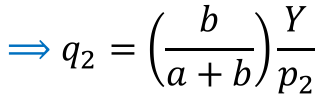 ⟹ q₂ = (b / (a + b)) Y / p₂